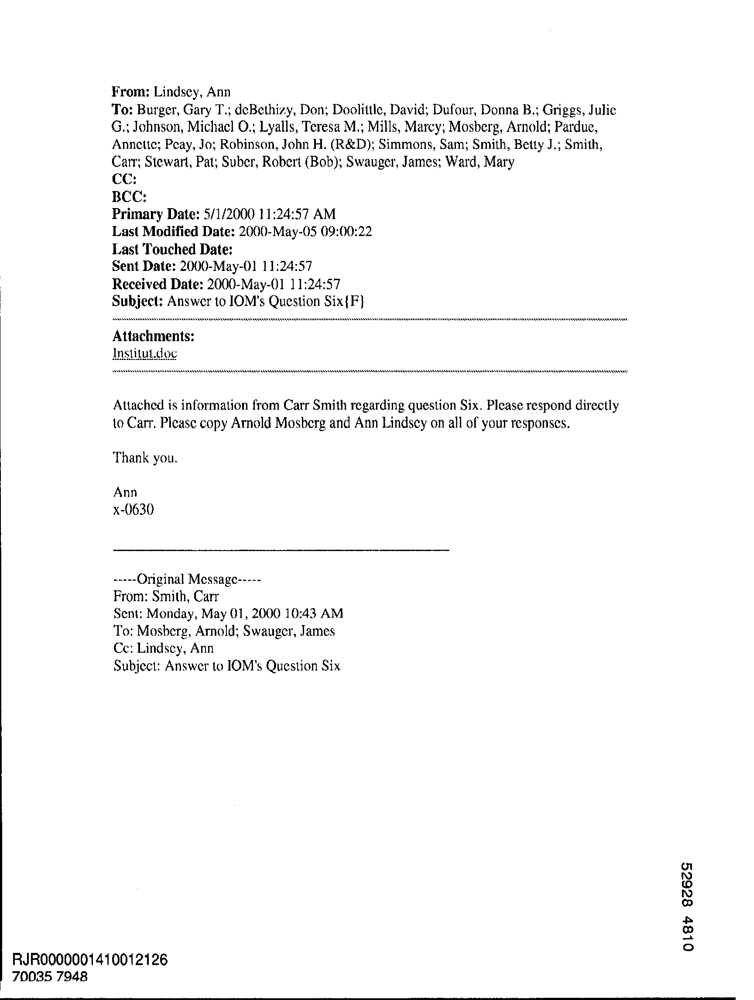 From: Lindsey, Ann
To: Burger, Gary T.; deBethizy, Don; Doolittle, David; Dufour, Donna B.; Griggs, Julie
G.; Johnson, Michael O.; Lyalls, Teresa M.; Mills, Marcy; Mosberg, Arnold; Pardue,
Annette; Peay, Jo; Robinson, John H. (R&D); Simmons, Sam; Smith, Betty J.; Smith,
Carr; Stewart, Pat; Suber, Robert (Bob); Swauger, James; Ward, Mary
CC:
BCC:
Primary Date: 5/1/2000 11:24:57 AM
Last Modified Date: 2000-May-05 09:00:22
Last Touched Date:
Sent Date: 2000-May-01 11:24:57
Received Date: 2000-May-01 11:24:57
Subject: Answer to IOM's Question Six{F}
Attachments:
Institut.doc
Attached is information from Carr Smith regarding question Six. Please respond directly
to Carr. Please copy Arnold Mosberg and Ann Lindsey on all of your responses.
Thank you.
Ann
x-0630
-----Original Message-----
From: Smith, Carr
Sent: Monday, May 01, 2000 10:43 AM
To: Mosberg, Arnold; Swauger, James
Cc: Lindsey, Ann
Subject: Answer to IOM's Question Six
52928 4810
RJR0000001410012126
70035 7948